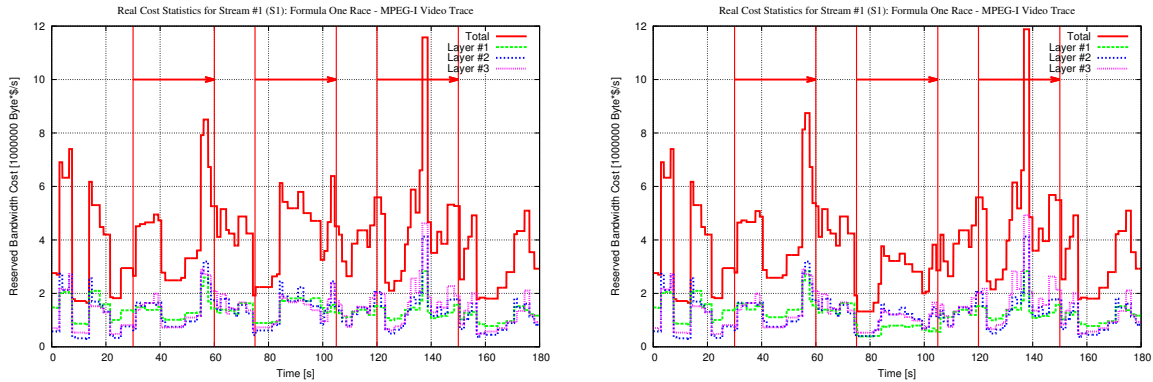 Real Cost Statistics for Stream #1 (S1): Formula One Race - MPEG-I Video Trace
Reserved Bandwidth Cost [1000000 Byte*$/s]
12
10
8
6
4
2
0
Total
Layer #1
Layer #2
Layer #3
0 20 40 60 80 100 120 140 160 180
Time [s]
Real Cost Statistics for Stream #1 (S1): Formula One Race - MPEG-I Video Trace
Reserved Bandwidth Cost [1000000 Byte*$/s]
12
10
8
6
4
2
0
Total
Layer #1
Layer #2
Layer #3
0 20 40 60 80 100 120 140 160 180
Time [s]